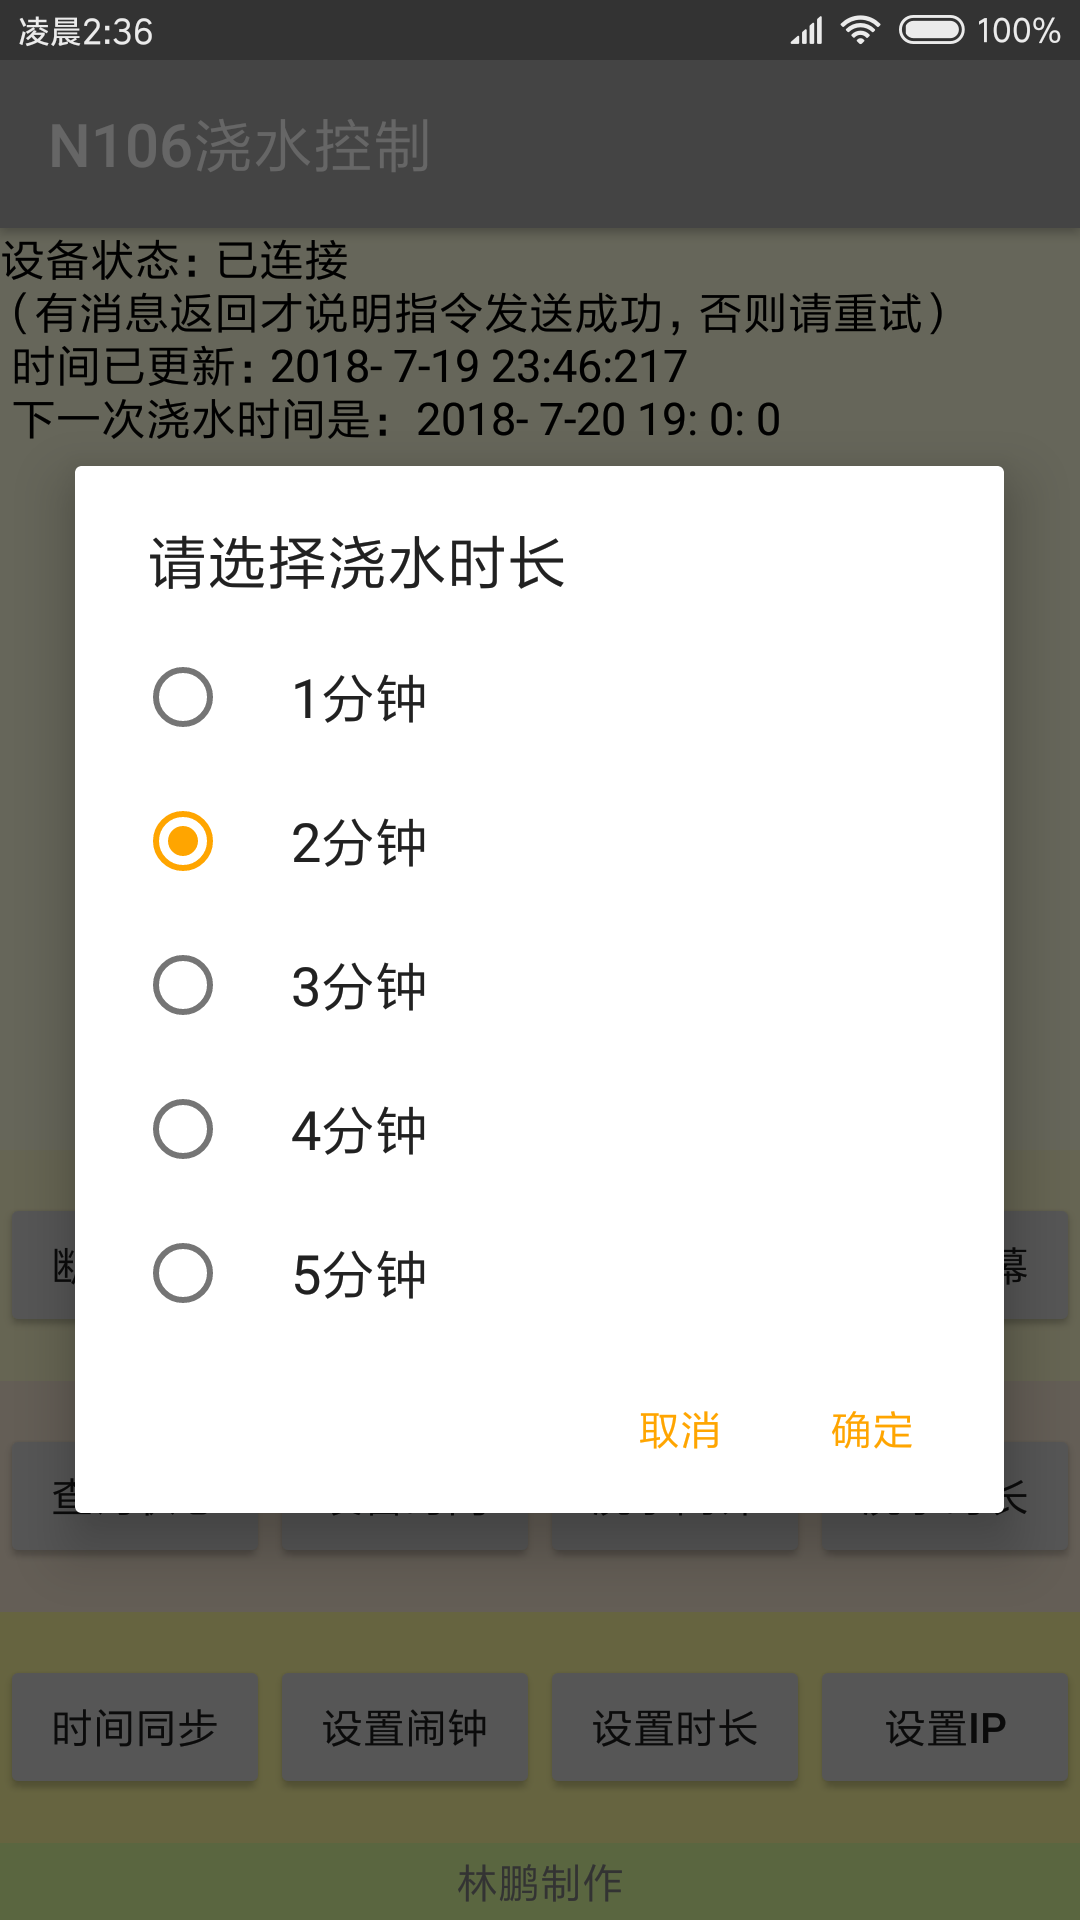 凌晨2:36
100%
N106浇水控制
设备状态：已连接
（有消息返回才说明指令发送成功，否则请重试）
时间已更新：2018- 7-19 23:46:217
下一次浇水时间是：2018- 7-20 19: 0: 0
请选择浇水时长
1分钟
2分钟
3分钟
4分钟
5分钟
取消 确定
幕
长
时间同步 设置闹钟 设置时长 设置IP
林鹏制作